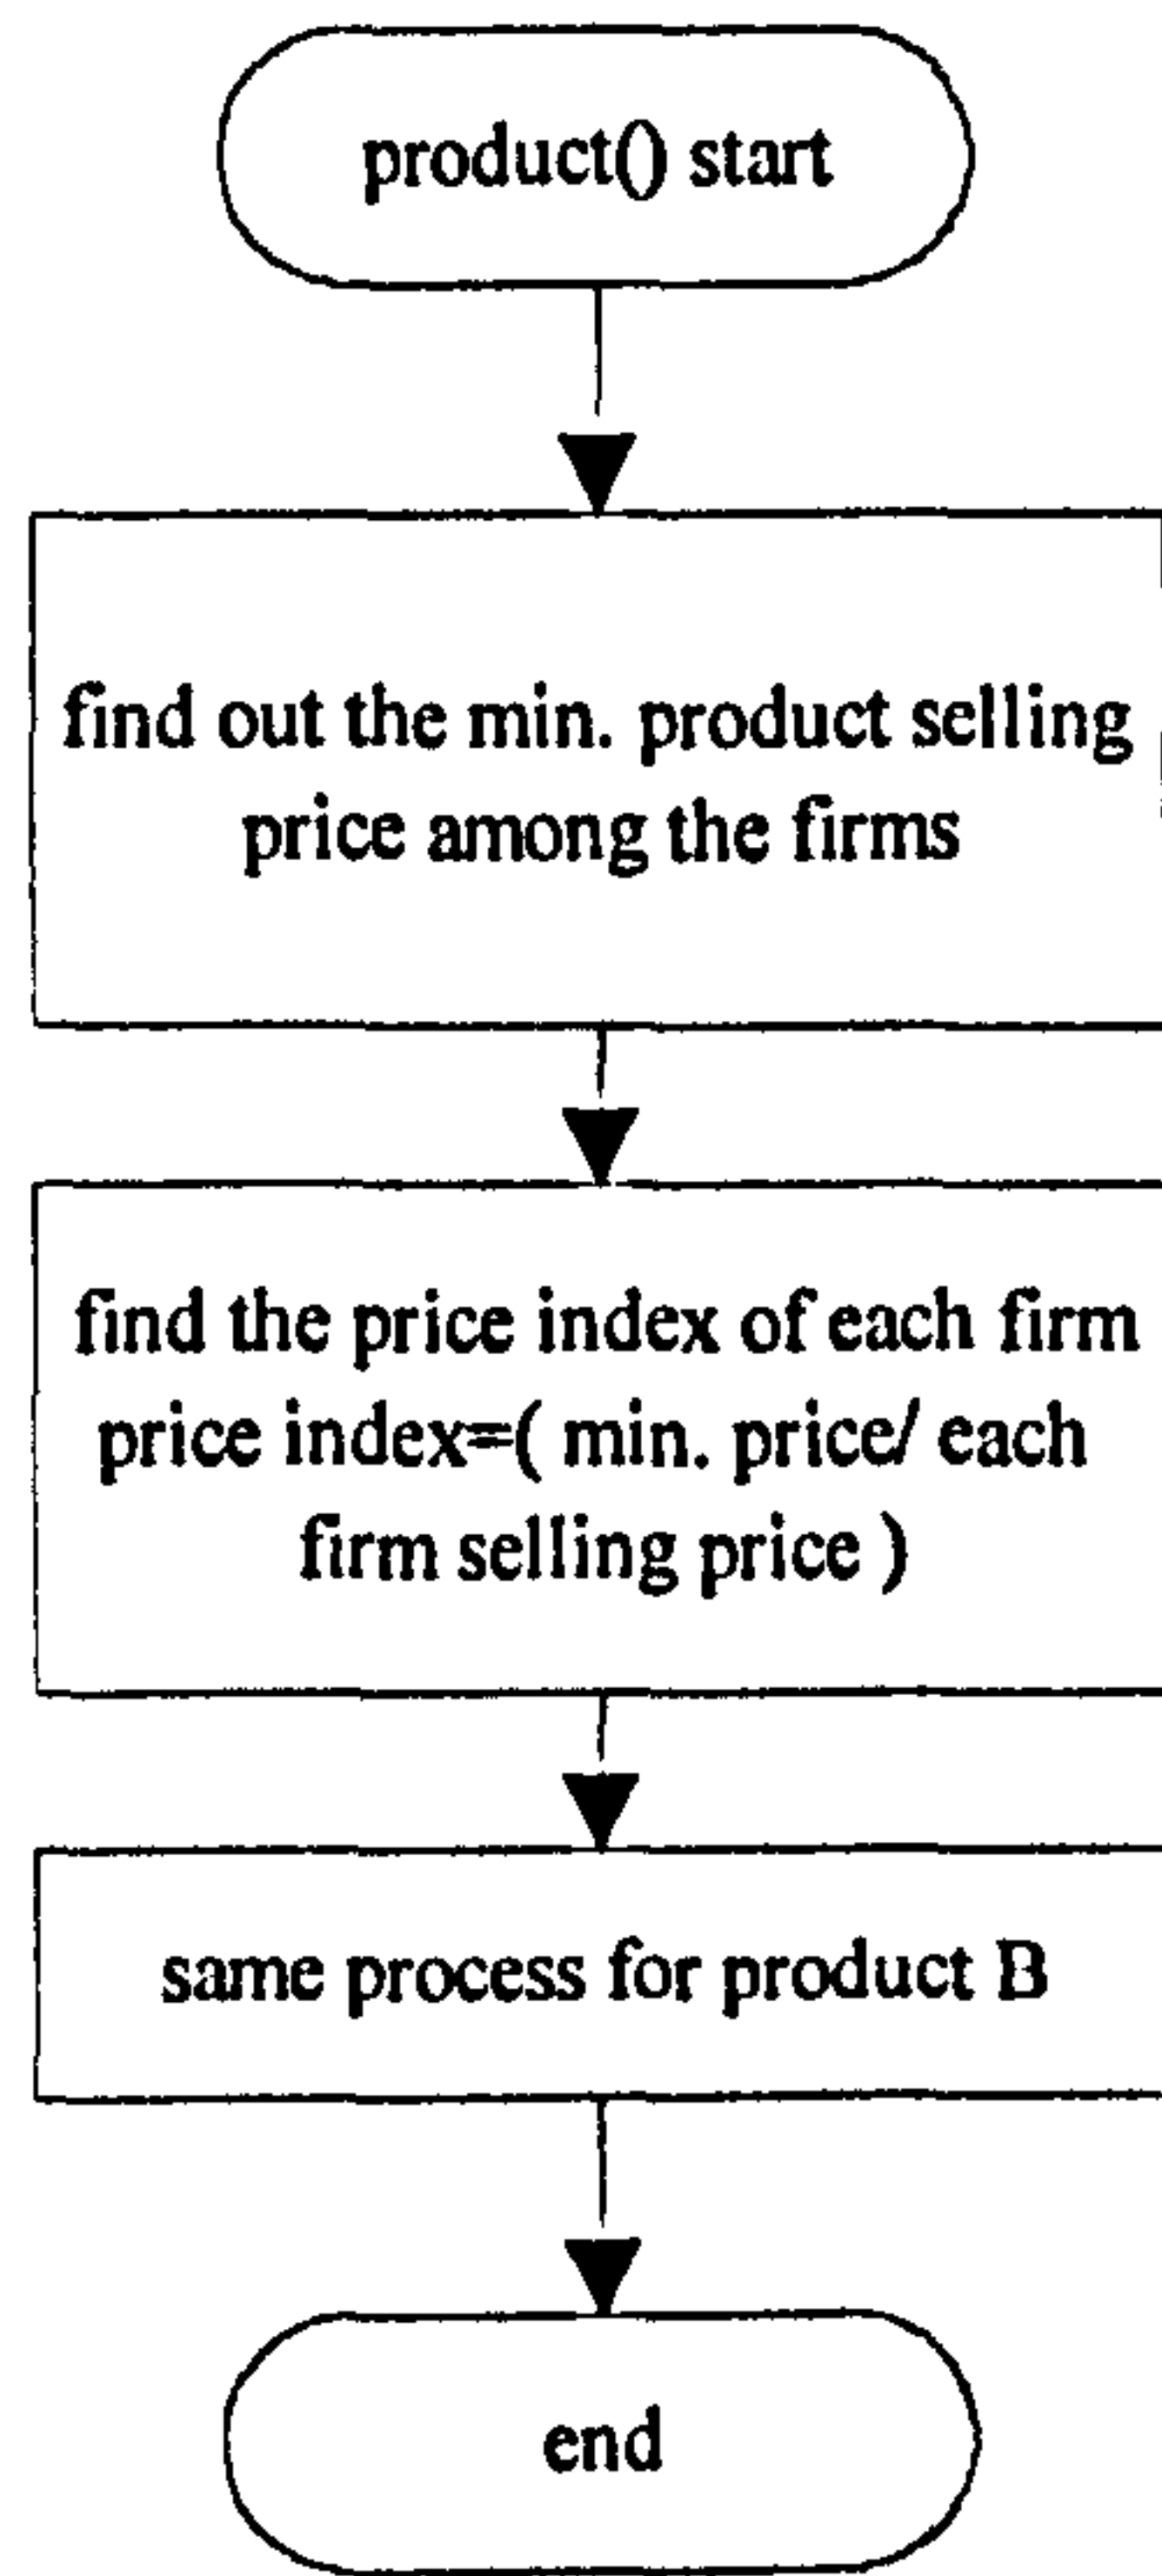 product() start
find out the min. product selling
price among the firms
find the price index of each firm
price index=( min. price/ each
firm selling price )
same process for product B
end